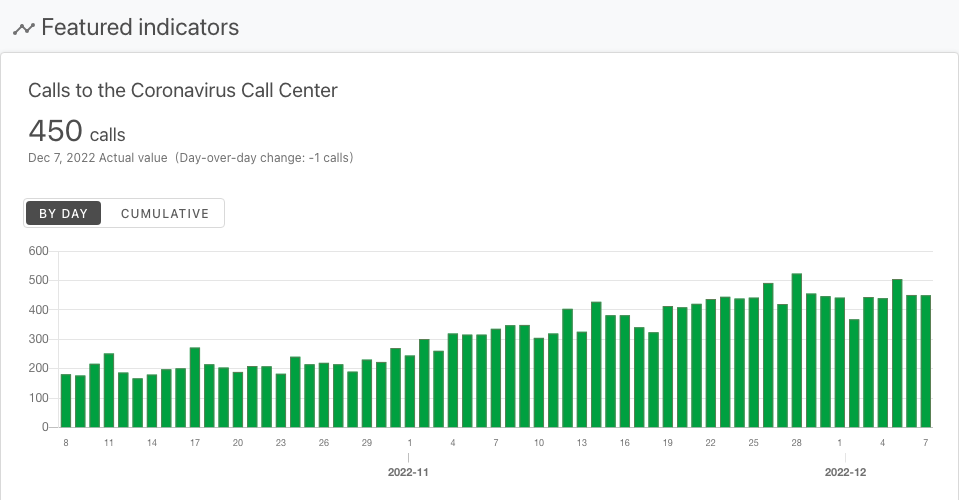 Featured indicators
Calls to the Coronavirus Call Center
450 calls
Dec 7, 2022 Actual value (Day-over-day change: -1 calls)
BY DAY CUMULATIVE
600
500
400
300
200
100
0
8 11 14 17 20 23 26 29 1 4 7 10 13 16 19 22 25 28 1 4 7
2022-11 2022-12